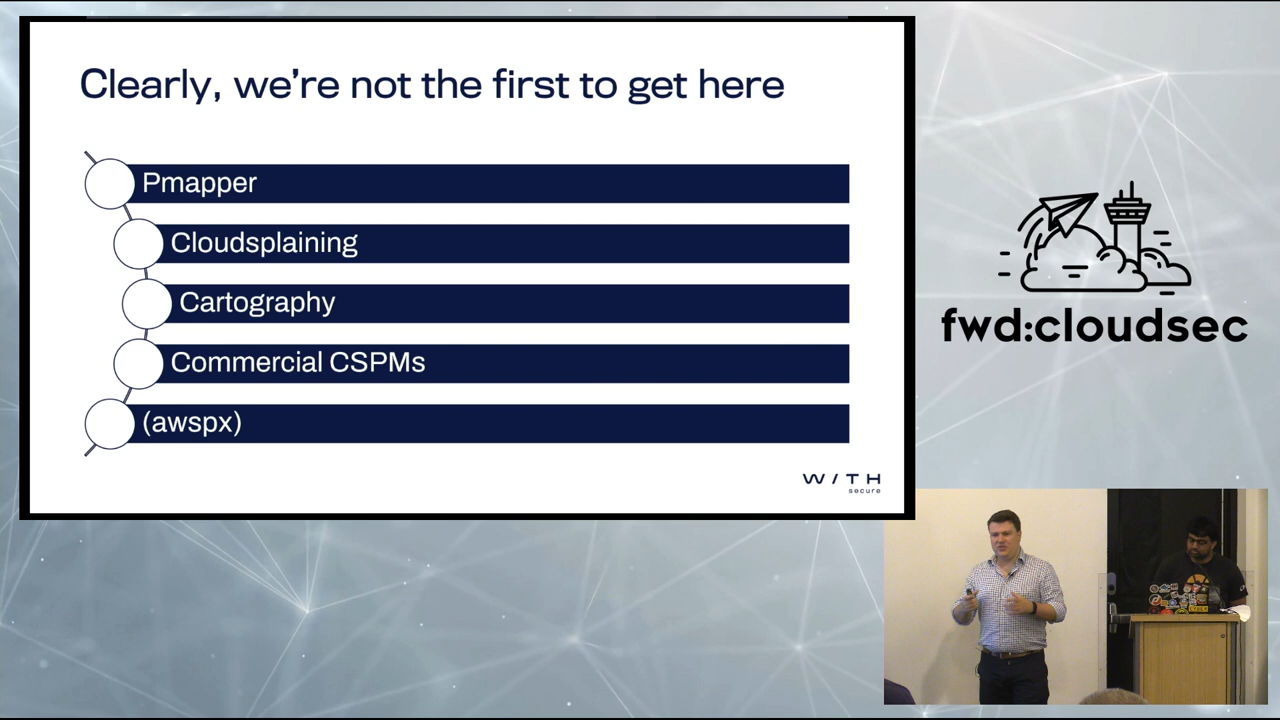 Clearly, we're not the first to get here
Pmapper
Cloudsplaining
Cartography
Commercial CSPMs
(awspx)
W/TH
secure
fwd:cloudsec